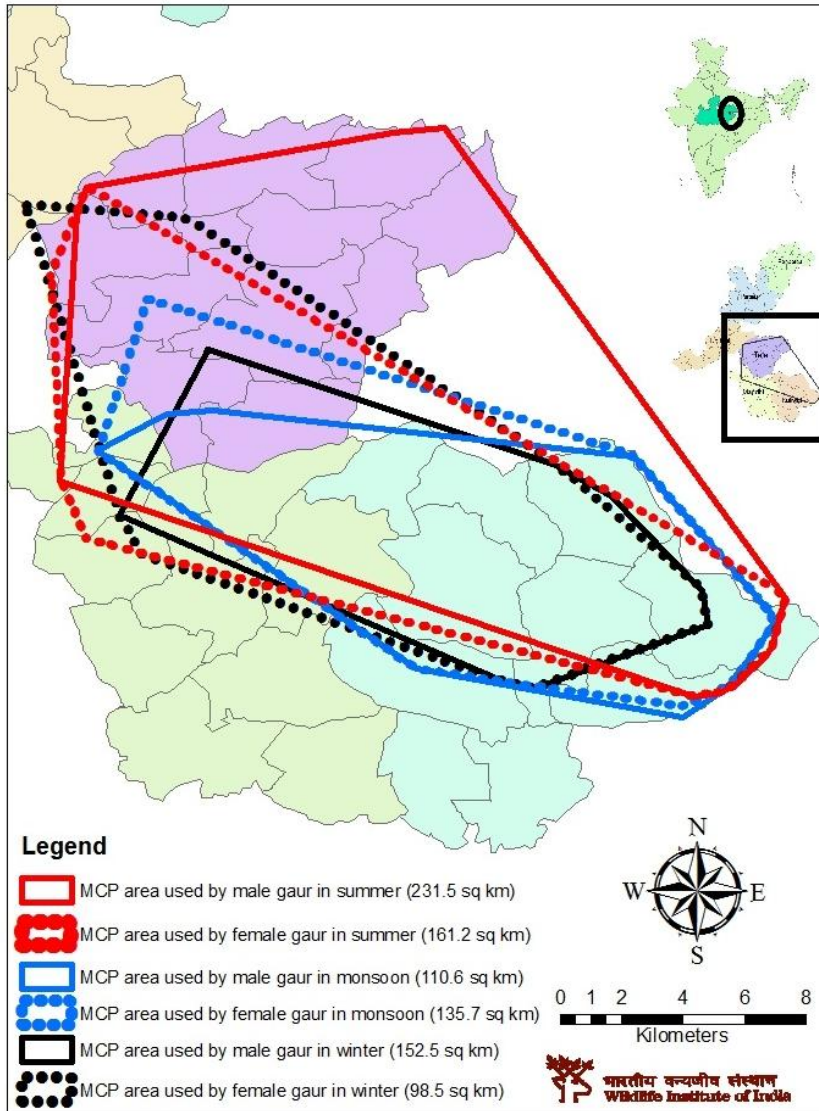 Legend
MCP area used by male gaur in summer (231.5 sq km)
MCP area used by female gaur in summer (161.2 sq km)
MCP area used by male gaur in monsoon (110.6 sq km)
MCP area used by female gaur in monsoon (135.7 sq km)
MCP area used by male gaur in winter (152.5 sq km)
MCP area used by female gaur in winter (98.5 sq km)
N
W E
S
0 1 2 4 6 8
Kilometers
भारतीय वन्यजीव संस्थान
Wildlife Institute of India